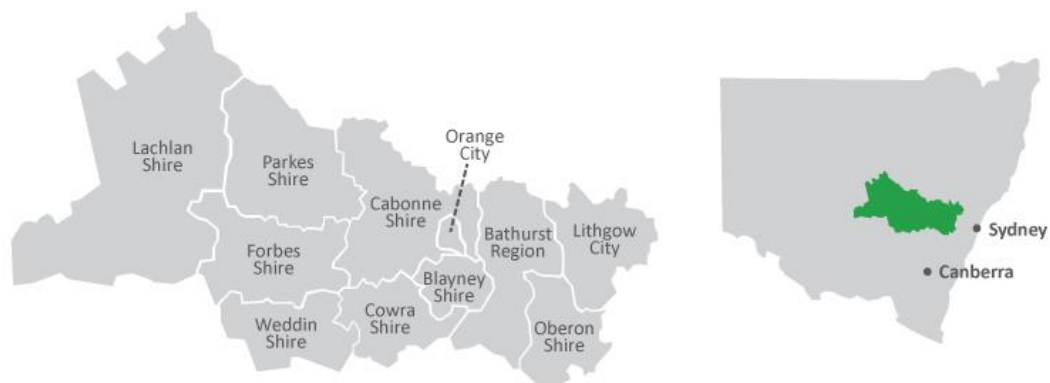 Lachlan
Shire
Parkes
Shire
Orange
City
Cabonne
Shire
Bathurst
Region
Lithgow
City
Forbes
Shire
Blayney
Shire
Weddin
Shire
Cowra
Shire
Oberon
Shire
Sydney
Canberra